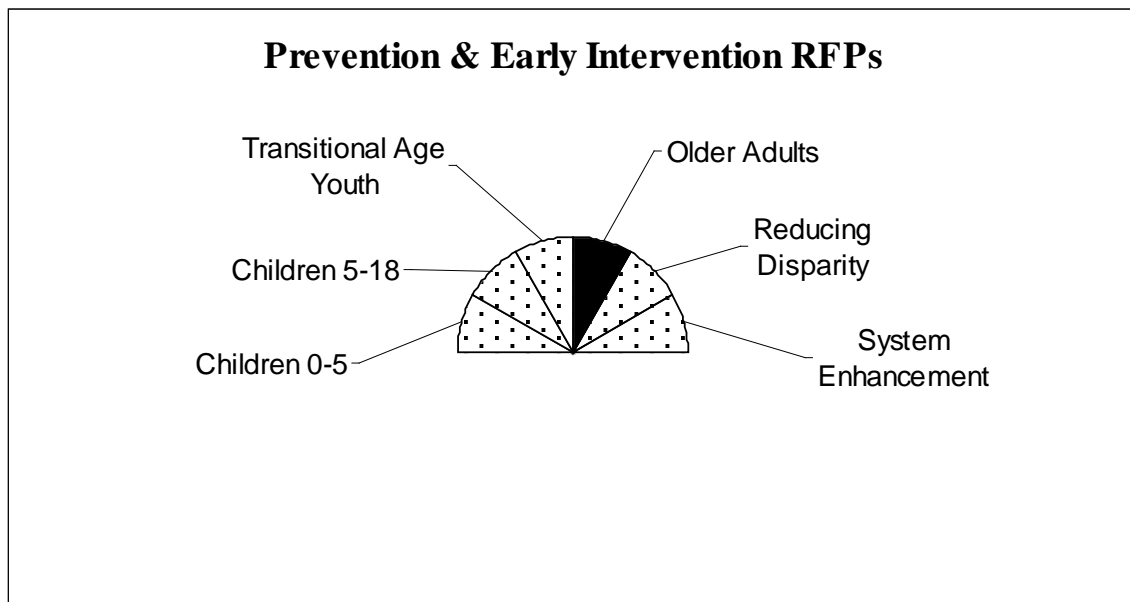 Prevention & Early Intervention RFPs
Transitional Age
Youth
Older Adults
Children 5-18
Reducing
Disparity
Children 0-5
System
Enhancement